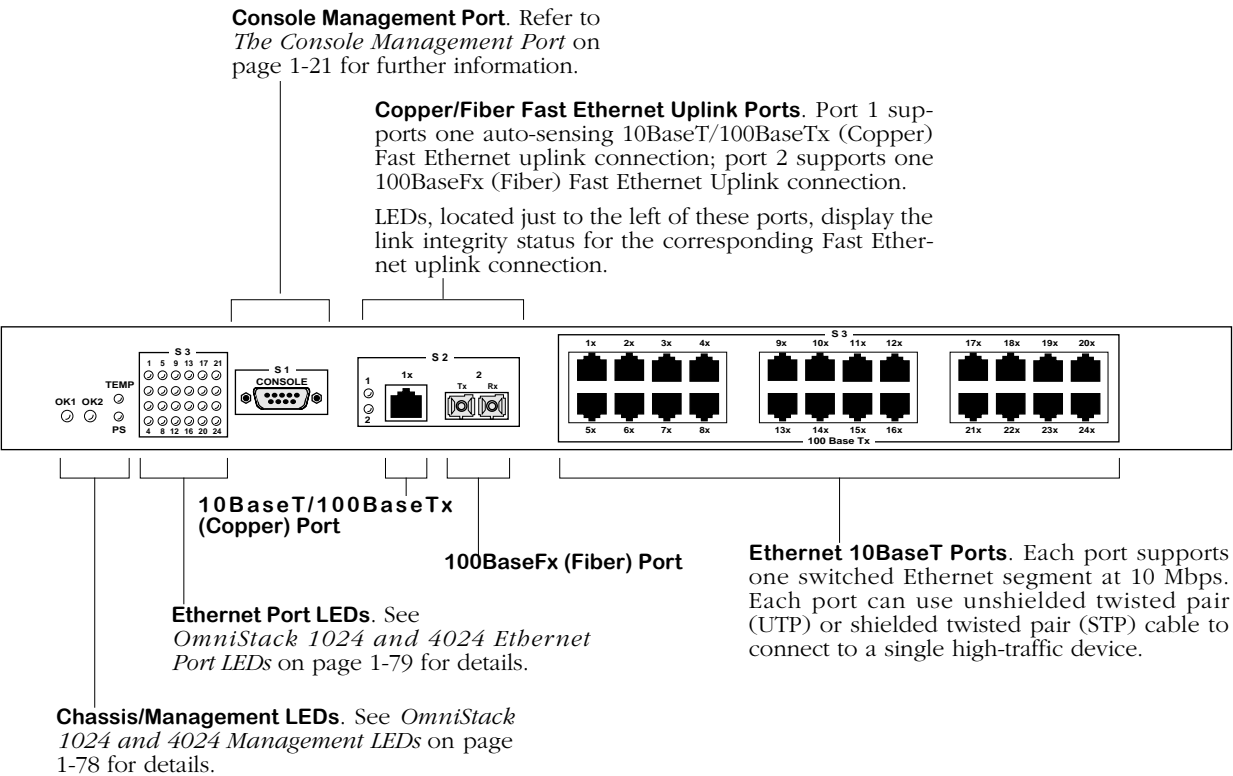 Console Management Port. Refer to
The Console Management Port on
page 1-21 for further information.
Copper/Fiber Fast Ethernet Uplink Ports. Port 1 sup-
ports one auto-sensing 10BaseT/100BaseTx (Copper)
Fast Ethernet uplink connection; port 2 supports one
100BaseFx (Fiber) Fast Ethernet Uplink connection.
LEDs, located just to the left of these ports, display the
link integrity status for the corresponding Fast Ether-
net uplink connection.
OK1 OK2
TEMP
PS
S 3
1 5 9 13 17 21
4 8 12 16 20 24
S 1
CONSOLE
S 2
1
2
1x
2
Tx Rx
S 3
1x 2x 3x 4x 9x 10x 11x 12x 17x 18x 19x 20x
5x 6x 7x 8x 13x 14x 15x 16x 21x 22x 23x 24x
100 Base Tx
10BaseT/100BaseTx
(Copper) Port
100BaseFx (Fiber) Port
Ethernet 10BaseT Ports. Each port supports
one switched Ethernet segment at 10 Mbps.
Each port can use unshielded twisted pair
(UTP) or shielded twisted pair (STP) cable to
connect to a single high-traffic device.
Ethernet Port LEDs. See
OmniStack 1024 and 4024 Ethernet
Port LEDs on page 1-79 for details.
Chassis/Management LEDs. See OmniStack
1024 and 4024 Management LEDs on page
1-78 for details.